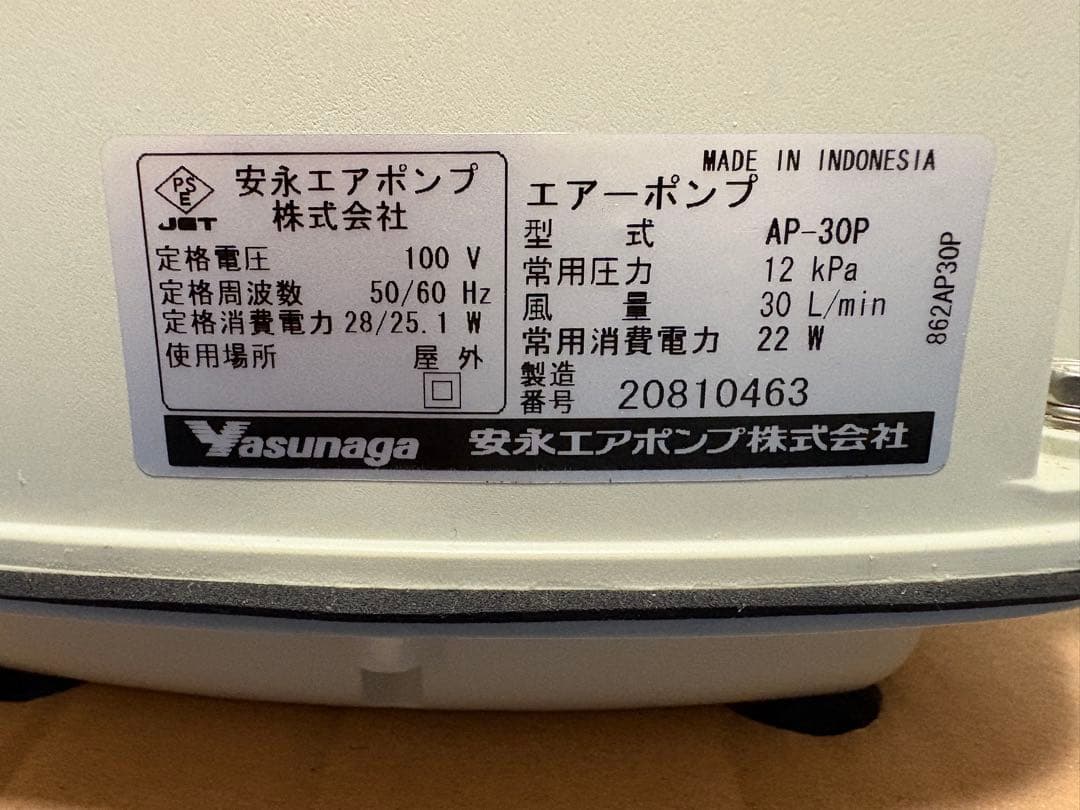 MADE IN INDONESIA
PSE
JET
安永エアポンプ
株式会社
定格電圧 100 V
定格周波数 50/60 Hz
定格消費電力 28/25.1 W
使用場所 屋外
エアーポンプ
型式 AP-30P
常用圧力 12 kPa
風量 30 L/min
常用消費電力 22 W
製造番号 20810463
862AP30P
Yasunaga 安永エアポンプ株式会社